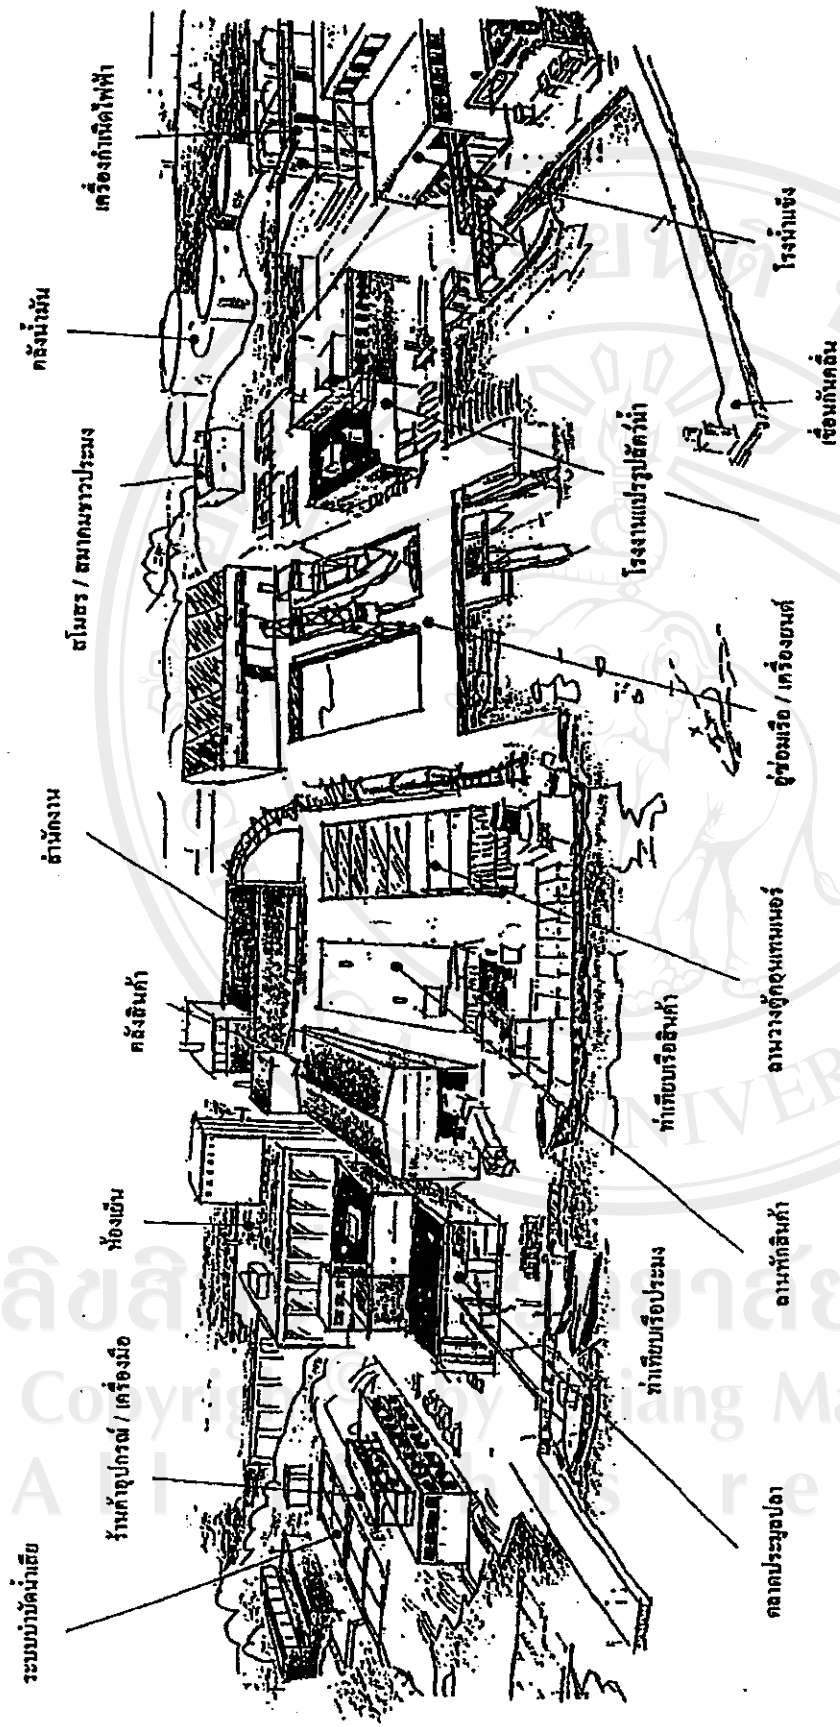 ระบบบำบัดน้ำเสีย
ร้านค้าอุปกรณ์ / เครื่องมือ
ห้องเย็น
คลังสินค้า
สำนักงาน
สโมสร / สมาคมชาวประมง
คลังน้ำมัน
เครื่องกำเนิดไฟฟ้า
ตลาดประมูลปลา
ท่าเทียบเรือประมง
ลานพักสินค้า
ท่าเทียบเรือสินค้า
ลานวางตู้คอนเทนเนอร์
อู่ซ่อมเรือ / เครื่องยนต์
โรงงานแปรรูปสัตว์น้ำ
เขื่อนกันคลื่น
โรงน้ำแข็ง